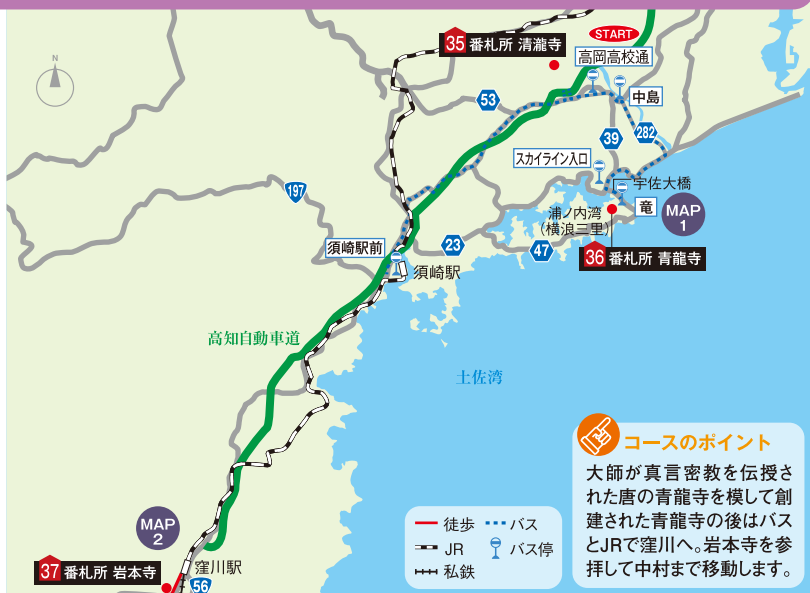 START
35 番札所 清瀧寺
高岡高校通
N
中島
53
39
282
スカイライン入口
宇佐大橋
197
竜
浦ノ内湾
(横浪三里)
MAP
1
須崎駅前
23
47
36 番札所 青龍寺
須崎駅
高知自動車道
土佐湾
コースのポイント
大師が真言密教を伝授さ
れた唐の青龍寺を模して創
建された青龍寺の後はバス
とJRで窪川へ。岩本寺を参
拝して中村まで移動します。
MAP
2
徒歩
バス
JR
バス停
私鉄
37 番札所 岩本寺
窪川駅
56